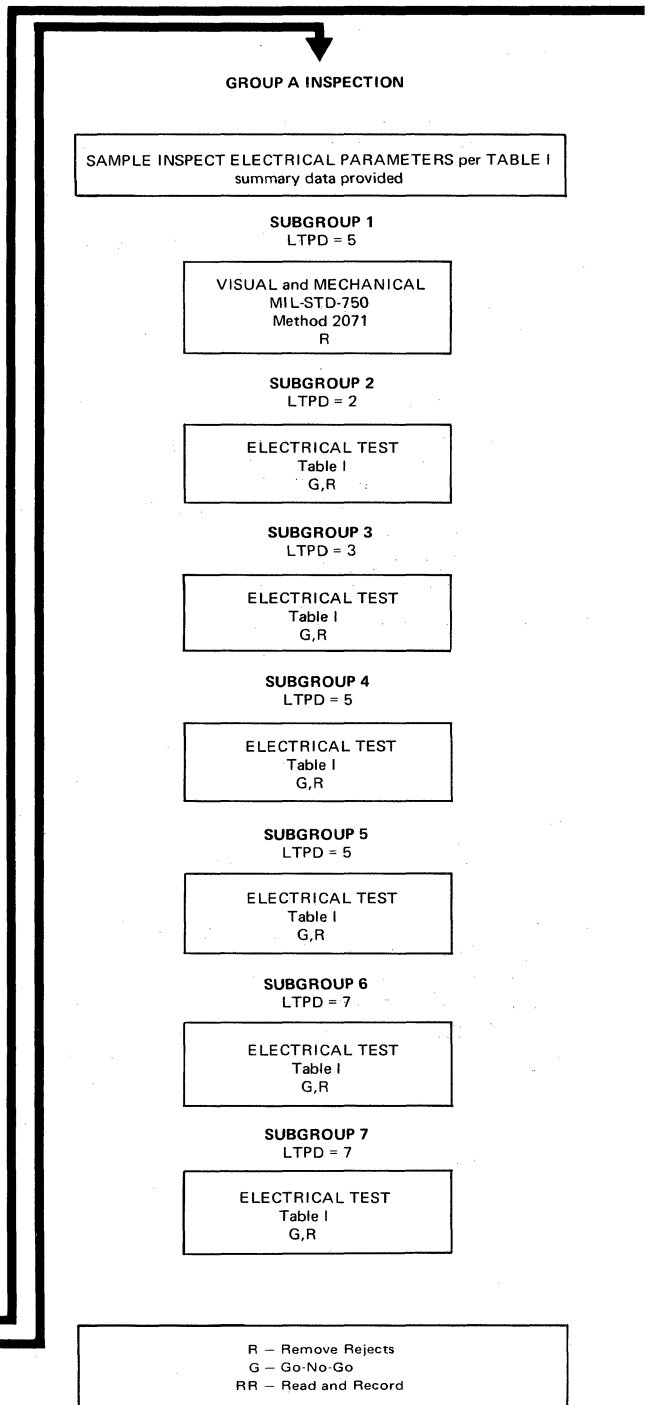 GROUP A INSPECTION
SAMPLE INSPECT ELECTRICAL PARAMETERS per TABLE I
summary data provided
SUBGROUP 1
LTPD = 5
VISUAL and MECHANICAL
MIL-STD-750
Method 2071
R
SUBGROUP 2
LTPD = 2
ELECTRICAL TEST
Table I
G,R
SUBGROUP 3
LTPD = 3
ELECTRICAL TEST
Table I
G,R
SUBGROUP 4
LTPD = 5
ELECTRICAL TEST
Table I
G,R
SUBGROUP 5
LTPD = 5
ELECTRICAL TEST
Table I
G,R
SUBGROUP 6
LTPD = 7
ELECTRICAL TEST
Table I
G,R
SUBGROUP 7
LTPD = 7
ELECTRICAL TEST
Table I
G,R
R — Remove Rejects
G — Go-No-Go
RR — Read and Record